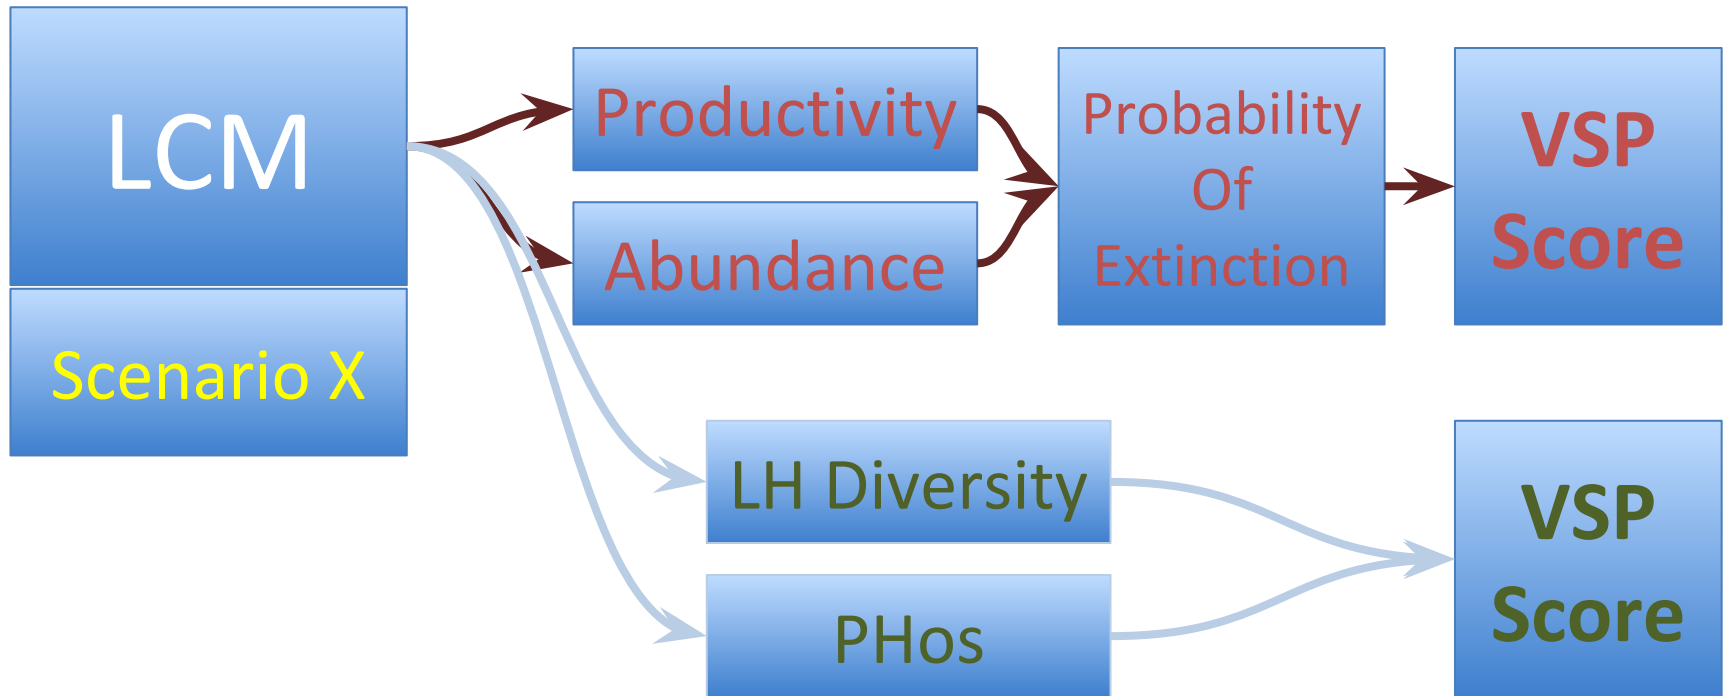 LCM
Scenario X
Productivity
Abundance
Probability
Of
Extinction
VSP
Score
LH Diversity
PHos
VSP
Score